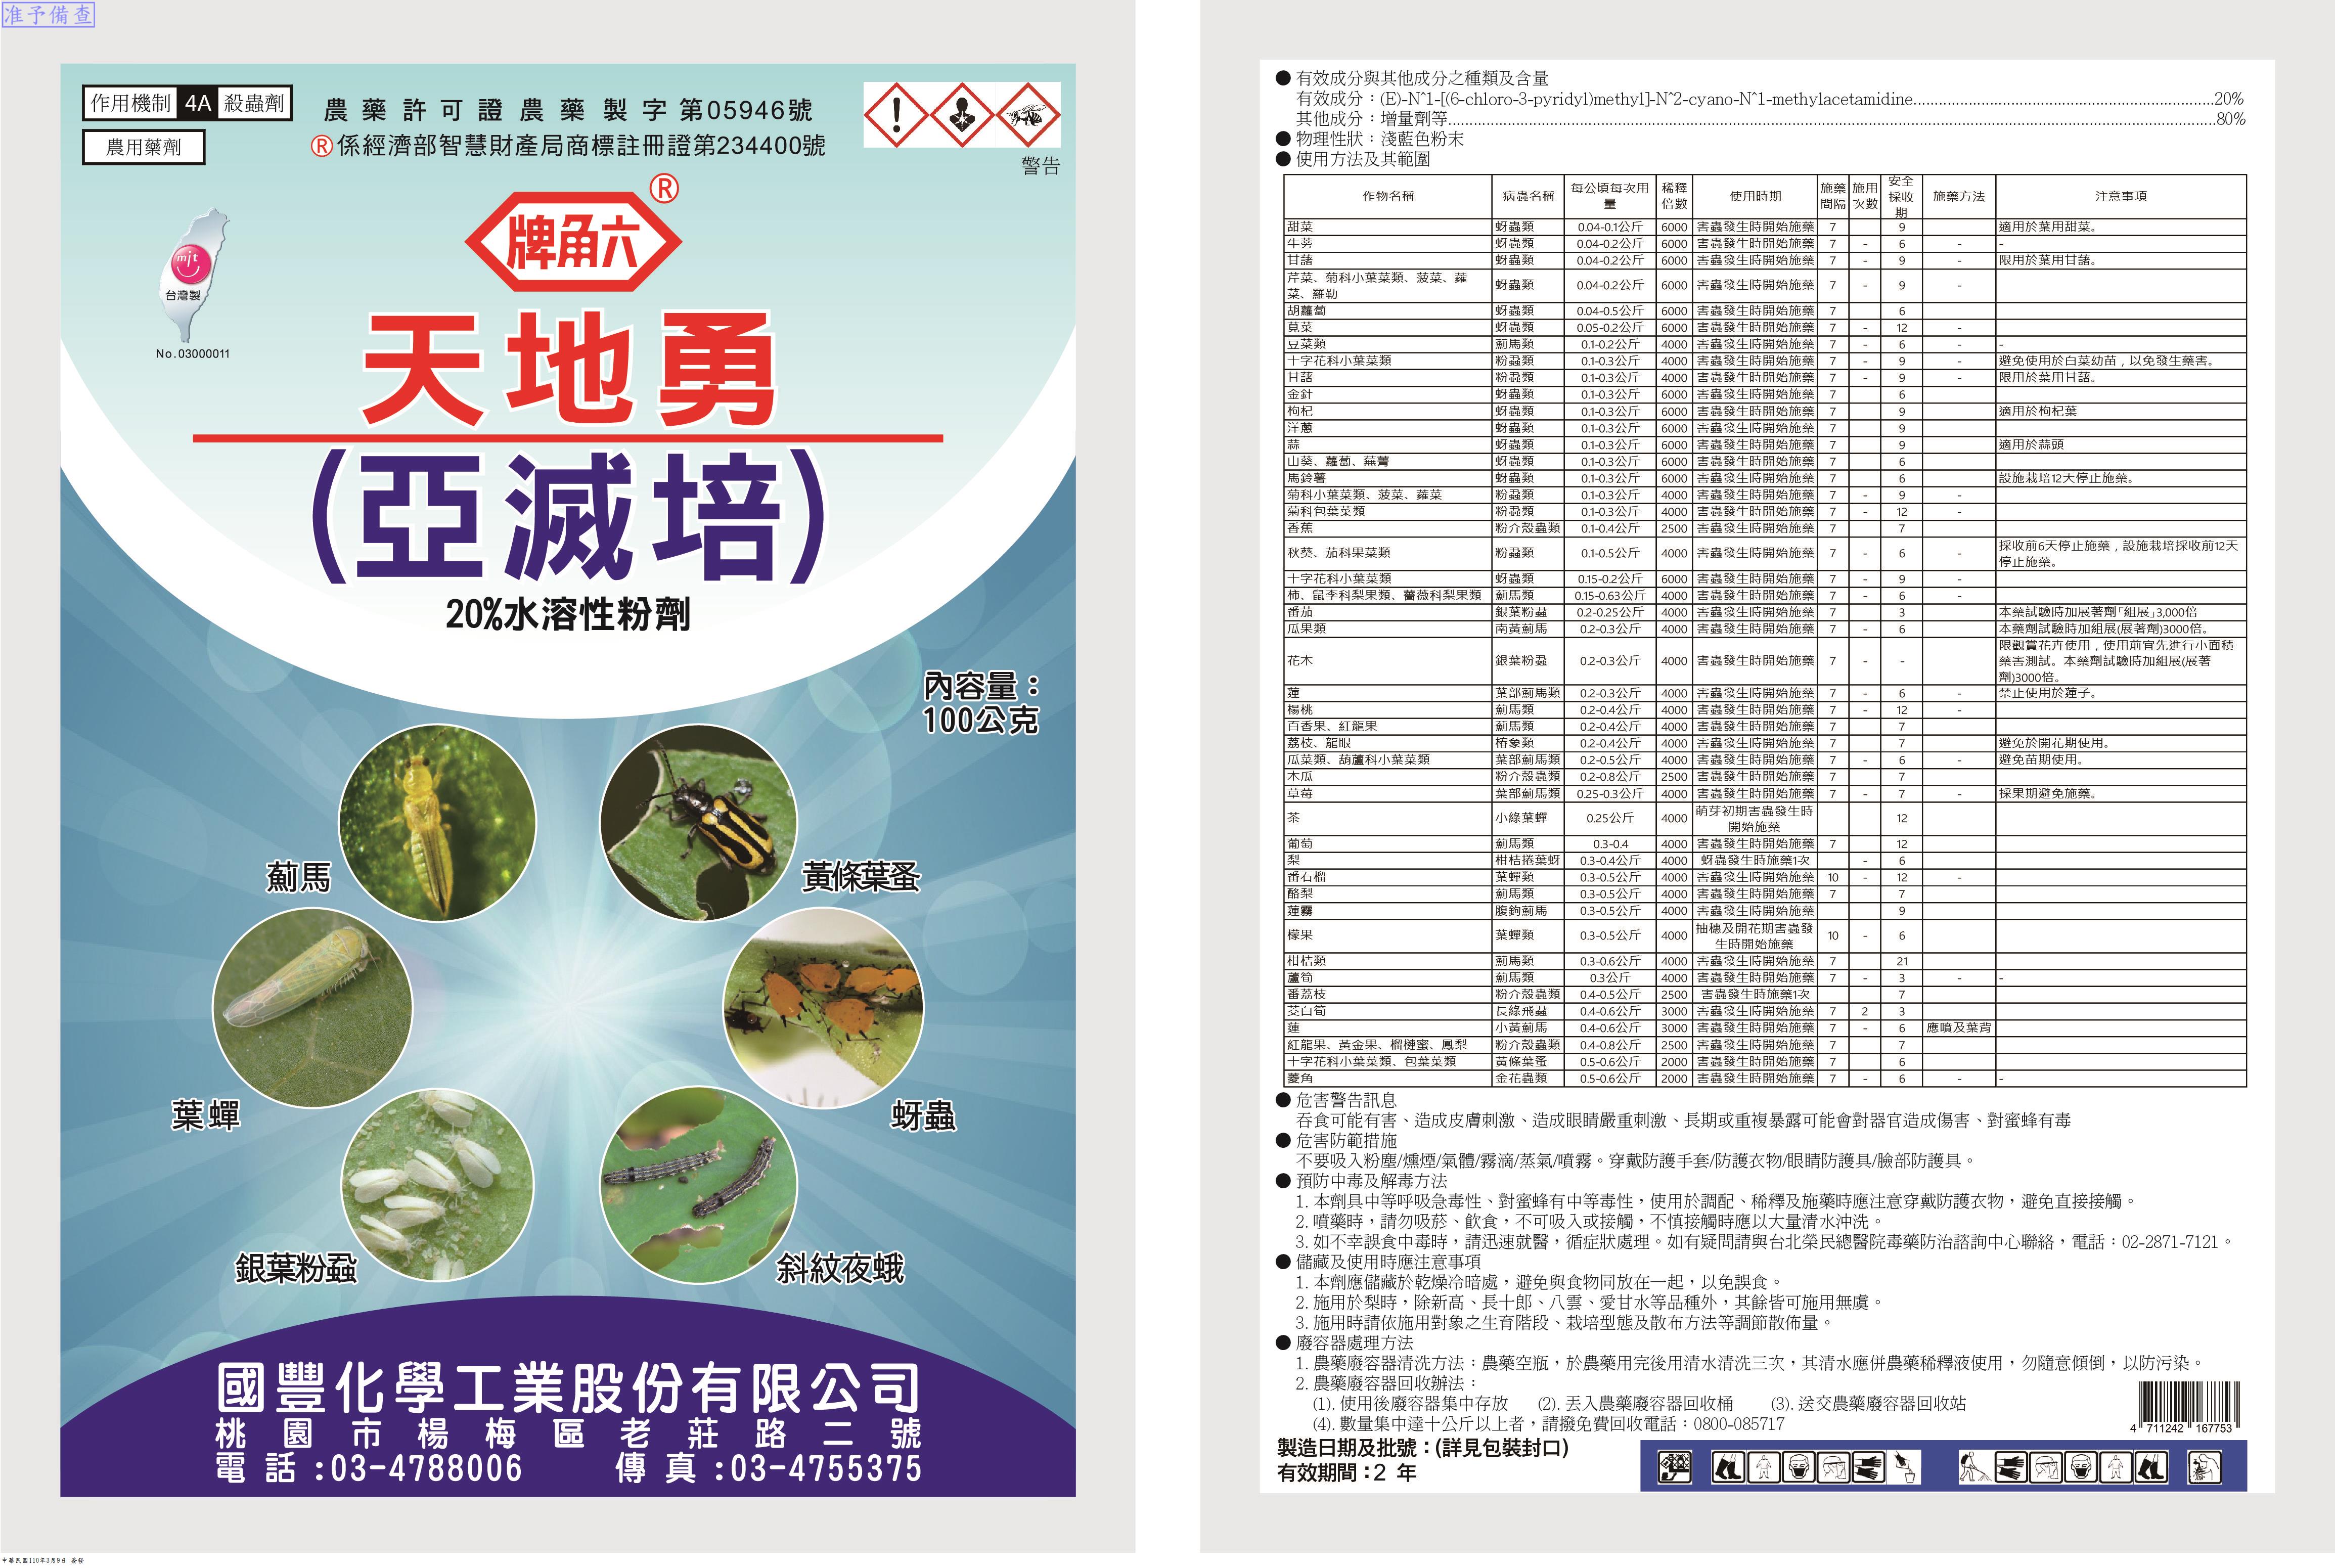 准予備查
作用機制 4A 殺蟲劑
農用藥劑
農藥許可證農藥製字第05946號
®係經濟部智慧財產局商標註冊證第234400號
警告
®
牌角六
mit
台灣製
No.03000011
天地勇
(亞滅培)
20%水溶性粉劑
內容量：
100公克
薊馬
黃條葉蚤
葉蟬
蚜蟲
銀葉粉蝨
斜紋夜蛾
國豐化學工業股份有限公司
桃園市楊梅區老莊路二號
電話:03-4788006 傳真:03-4755375
中華民國110年3月9日 簽發
● 有效成分與其他成分之種類及含量
有效成分：(E)-N^1-[(6-chloro-3-pyridyl)methyl]-N^2-cyano-N^1-methylacetamidine....20%
其他成分：增量劑等....80%
● 物理性狀：淺藍色粉末
● 使用方法及其範圍
作物名稱 病蟲名稱 每公頃每次用量 稀釋倍數 使用時期 施藥間隔 施用次數 安全採收期 施藥方法 注意事項
甜菜 蚜蟲類 0.04-0.1公斤 6000 害蟲發生時開始施藥 7 9 適用於葉用甜菜。
牛蒡 蚜蟲類 0.04-0.2公斤 6000 害蟲發生時開始施藥 7 - 6 - -
甘藷 蚜蟲類 0.04-0.2公斤 6000 害蟲發生時開始施藥 7 - 9 - 限用於葉用甘藷。
芹菜、菊科小葉菜類、菠菜、蕹菜、羅勒 蚜蟲類 0.04-0.2公斤 6000 害蟲發生時開始施藥 7 - 9 -
胡蘿蔔 蚜蟲類 0.04-0.5公斤 6000 害蟲發生時開始施藥 7 6
莧菜 蚜蟲類 0.05-0.2公斤 6000 害蟲發生時開始施藥 7 - 12 -
豆菜類 薊馬類 0.1-0.2公斤 4000 害蟲發生時開始施藥 7 - 6 - -
十字花科小葉菜類 粉蝨類 0.1-0.3公斤 4000 害蟲發生時開始施藥 7 - 9 - 避免使用於白菜幼苗，以免發生藥害。
甘藷 粉蝨類 0.1-0.3公斤 4000 害蟲發生時開始施藥 7 - 9 - 限用於葉用甘藷。
金針 蚜蟲類 0.1-0.3公斤 6000 害蟲發生時開始施藥 7 6
枸杞 蚜蟲類 0.1-0.3公斤 6000 害蟲發生時開始施藥 7 9 適用於枸杞葉
洋蔥 蚜蟲類 0.1-0.3公斤 6000 害蟲發生時開始施藥 7 9
蒜 蚜蟲類 0.1-0.3公斤 6000 害蟲發生時開始施藥 7 9 適用於蒜頭
山葵、蘿蔔、蕪菁 蚜蟲類 0.1-0.3公斤 6000 害蟲發生時開始施藥 7 6
馬鈴薯 蚜蟲類 0.1-0.3公斤 6000 害蟲發生時開始施藥 7 6 設施栽培12天停止施藥。
菊科小葉菜類、菠菜、蕹菜 粉蝨類 0.1-0.3公斤 4000 害蟲發生時開始施藥 7 - 9 -
菊科包葉菜類 粉蝨類 0.1-0.3公斤 4000 害蟲發生時開始施藥 7 - 12 -
香蕉 粉介殼蟲類 0.1-0.4公斤 2500 害蟲發生時開始施藥 7 7
秋葵、茄科果菜類 粉蝨類 0.1-0.5公斤 4000 害蟲發生時開始施藥 7 - 6 - 採收前6天停止施藥，設施栽培採收前12天停止施藥。
十字花科小葉菜類 蚜蟲類 0.15-0.2公斤 6000 害蟲發生時開始施藥 7 - 9 -
柿、鼠李科梨果類、薔薇科梨果類 薊馬類 0.15-0.63公斤 4000 害蟲發生時開始施藥 7 - 6 -
番茄 銀葉粉蝨 0.2-0.25公斤 4000 害蟲發生時開始施藥 7 3 本藥試驗時加展著劑「組展」3,000倍
瓜果類 南黃薊馬 0.2-0.3公斤 4000 害蟲發生時開始施藥 7 - 6 本藥劑試驗時加組展(展著劑)3000倍。
花木 銀葉粉蝨 0.2-0.3公斤 4000 害蟲發生時開始施藥 7 - - 限觀賞花卉使用，使用前宜先進行小面積藥害測試。本藥劑試驗時加組展(展著劑)3000倍。
蓮 葉部薊馬類 0.2-0.3公斤 4000 害蟲發生時開始施藥 7 - 6 - 禁止使用於蓮子。
楊桃 薊馬類 0.2-0.4公斤 4000 害蟲發生時開始施藥 7 - 12 -
百香果、紅龍果 薊馬類 0.2-0.4公斤 4000 害蟲發生時開始施藥 7 7
荔枝、龍眼 椿象類 0.2-0.4公斤 4000 害蟲發生時開始施藥 7 7 避免於開花期使用。
瓜菜類、葫蘆科小葉菜類 葉部薊馬類 0.2-0.5公斤 4000 害蟲發生時開始施藥 7 - 6 - 避免苗期使用。
木瓜 粉介殼蟲類 0.2-0.8公斤 2500 害蟲發生時開始施藥 7 7
草莓 葉部薊馬類 0.25-0.3公斤 4000 害蟲發生時開始施藥 7 - 7 - 採果期避免施藥。
茶 小綠葉蟬 0.25公斤 4000 萌芽初期害蟲發生時開始施藥 12
葡萄 薊馬類 0.3-0.4 4000 害蟲發生時開始施藥 7 12
梨 柑桔捲葉蚜 0.3-0.4公斤 4000 蚜蟲發生時施藥1次 - 6
番石榴 葉蟬類 0.3-0.5公斤 4000 害蟲發生時開始施藥 10 - 12 -
酪梨 薊馬類 0.3-0.5公斤 4000 害蟲發生時開始施藥 7 7
蓮霧 腹鉤薊馬 0.3-0.5公斤 4000 害蟲發生時開始施藥 9
檬果 葉蟬類 0.3-0.5公斤 4000 抽穗及開花期害蟲發生時開始施藥 10 - 6
柑桔類 薊馬類 0.3-0.6公斤 4000 害蟲發生時開始施藥 7 21
蘆筍 薊馬類 0.3公斤 4000 害蟲發生時開始施藥 7 - 3 - -
番荔枝 粉介殼蟲類 0.4-0.5公斤 2500 害蟲發生時施藥1次 7
茭白筍 長綠飛蝨 0.4-0.6公斤 3000 害蟲發生時開始施藥 7 2 3
蓮 小黃薊馬 0.4-0.6公斤 3000 害蟲發生時開始施藥 7 - 6 應噴及葉背
紅龍果、黃金果、榴槤蜜、鳳梨 粉介殼蟲類 0.4-0.8公斤 2500 害蟲發生時開始施藥 7 7
十字花科小葉菜類、包葉菜類 黃條葉蚤 0.5-0.6公斤 2000 害蟲發生時開始施藥 7 6
菱角 金花蟲類 0.5-0.6公斤 2000 害蟲發生時開始施藥 7 - 6 - -
● 危害警告訊息
吞食可能有害、造成皮膚刺激、造成眼睛嚴重刺激、長期或重複暴露可能會對器官造成傷害、對蜜蜂有毒
● 危害防範措施
不要吸入粉塵/燻煙/氣體/霧滴/蒸氣/噴霧。穿戴防護手套/防護衣物/眼睛防護具/臉部防護具。
● 預防中毒及解毒方法
1. 本劑具中等呼吸急毒性、對蜜蜂有中等毒性，使用於調配、稀釋及施藥時應注意穿戴防護衣物，避免直接接觸。
2. 噴藥時，請勿吸菸、飲食，不可吸入或接觸，不慎接觸時應以大量清水沖洗。
3. 如不幸誤食中毒時，請迅速就醫，循症狀處理。如有疑問請與台北榮民總醫院毒藥防治諮詢中心聯絡，電話：02-2871-7121。
● 儲藏及使用時應注意事項
1. 本劑應儲藏於乾燥冷暗處，避免與食物同放在一起，以免誤食。
2. 施用於梨時，除新高、長十郎、八雲、愛甘水等品種外，其餘皆可施用無虞。
3. 施用時請依施用對象之生育階段、栽培型態及散布方法等調節散佈量。
● 廢容器處理方法
1. 農藥廢容器清洗方法：農藥空瓶，於農藥用完後用清水清洗三次，其清水應併農藥稀釋液使用，勿隨意傾倒，以防污染。
2. 農藥廢容器回收辦法：
(1). 使用後廢容器集中存放 (2). 丟入農藥廢容器回收桶 (3). 送交農藥廢容器回收站
(4). 數量集中達十公斤以上者，請撥免費回收電話：0800-085717
4 711242 167753
製造日期及批號：(詳見包裝封口)
有效期間：2 年